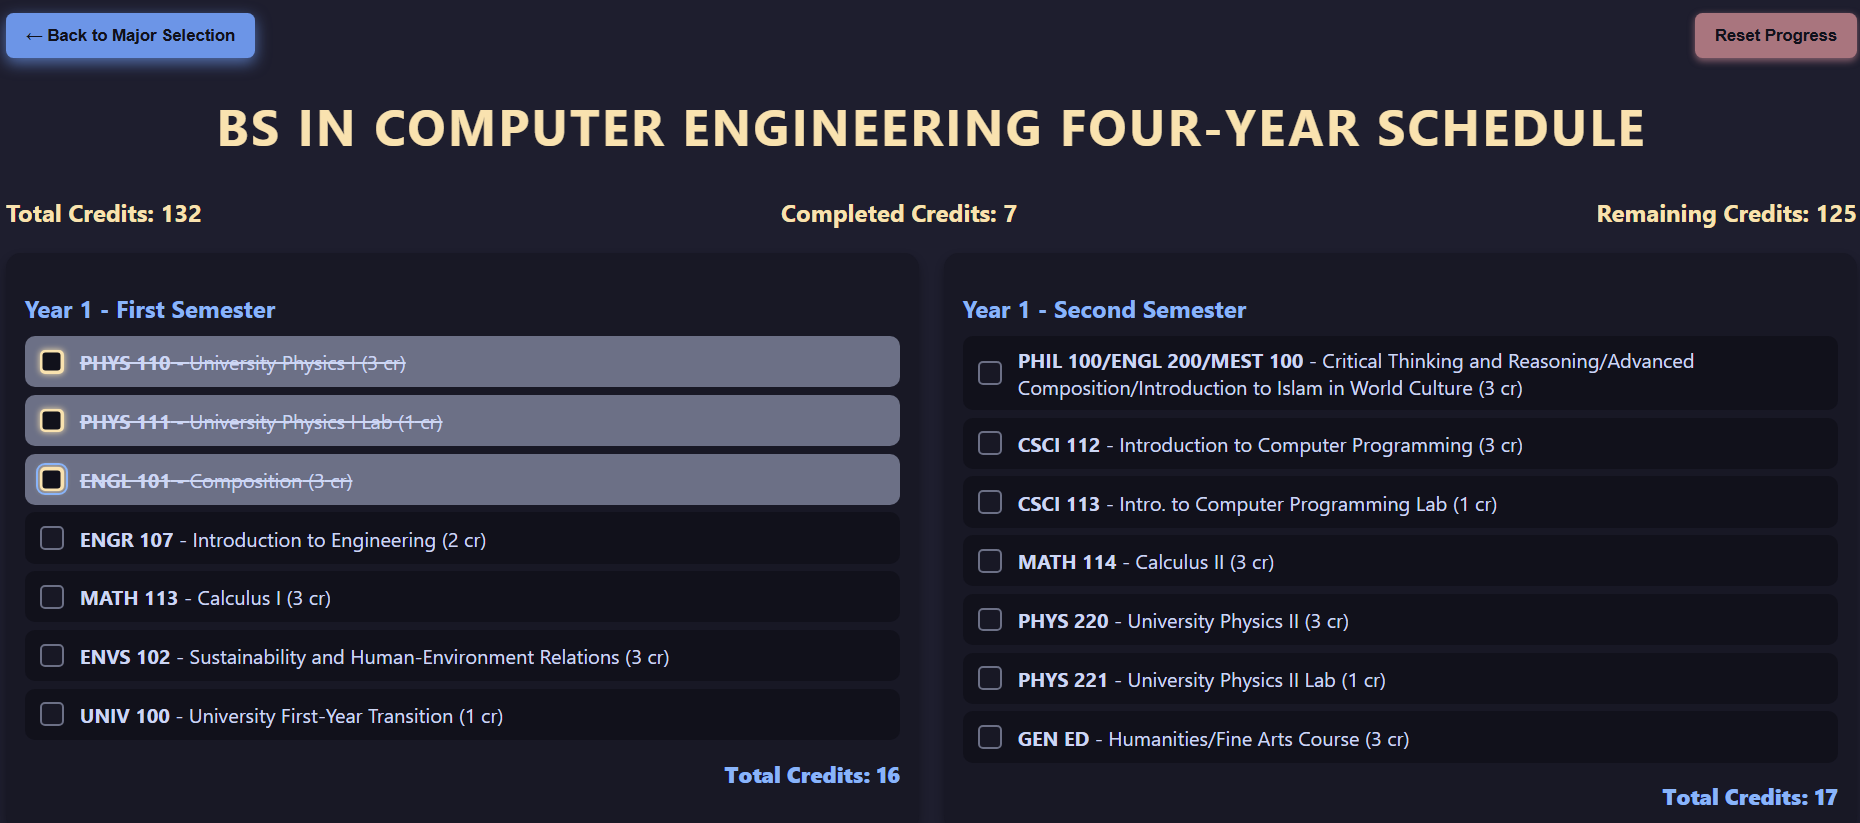 ← Back to Major Selection
Reset Progress
BS IN COMPUTER ENGINEERING FOUR-YEAR SCHEDULE
Total Credits: 132
Completed Credits: 7
Remaining Credits: 125
Year 1 - First Semester
PHYS 110 - University Physics I (3 cr)
PHYS 111 - University Physics I Lab (1 cr)
ENGL 101 - Composition (3 cr)
ENGR 107 - Introduction to Engineering (2 cr)
MATH 113 - Calculus I (3 cr)
ENVS 102 - Sustainability and Human-Environment Relations (3 cr)
UNIV 100 - University First-Year Transition (1 cr)
Total Credits: 16
Year 1 - Second Semester
PHIL 100/ENGL 200/MEST 100 - Critical Thinking and Reasoning/Advanced
Composition/Introduction to Islam in World Culture (3 cr)
CSCI 112 - Introduction to Computer Programming (3 cr)
CSCI 113 - Intro. to Computer Programming Lab (1 cr)
MATH 114 - Calculus II (3 cr)
PHYS 220 - University Physics II (3 cr)
PHYS 221 - University Physics II Lab (1 cr)
GEN ED - Humanities/Fine Arts Course (3 cr)
Total Credits: 17